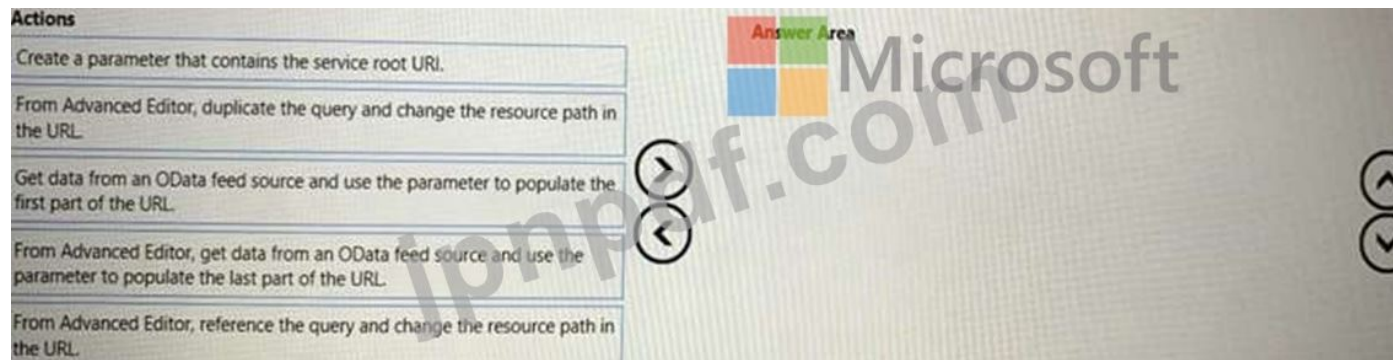 Actions
Create a parameter that contains the service root URI.
From Advanced Editor, duplicate the query and change the resource path in
the URL.
Get data from an OData feed source and use the parameter to populate the
first part of the URL.
From Advanced Editor, get data from an OData feed source and use the
parameter to populate the last part of the URL.
From Advanced Editor, reference the query and change the resource path in
the URL.
Answer Area
Microsoft
jpnpdf.com